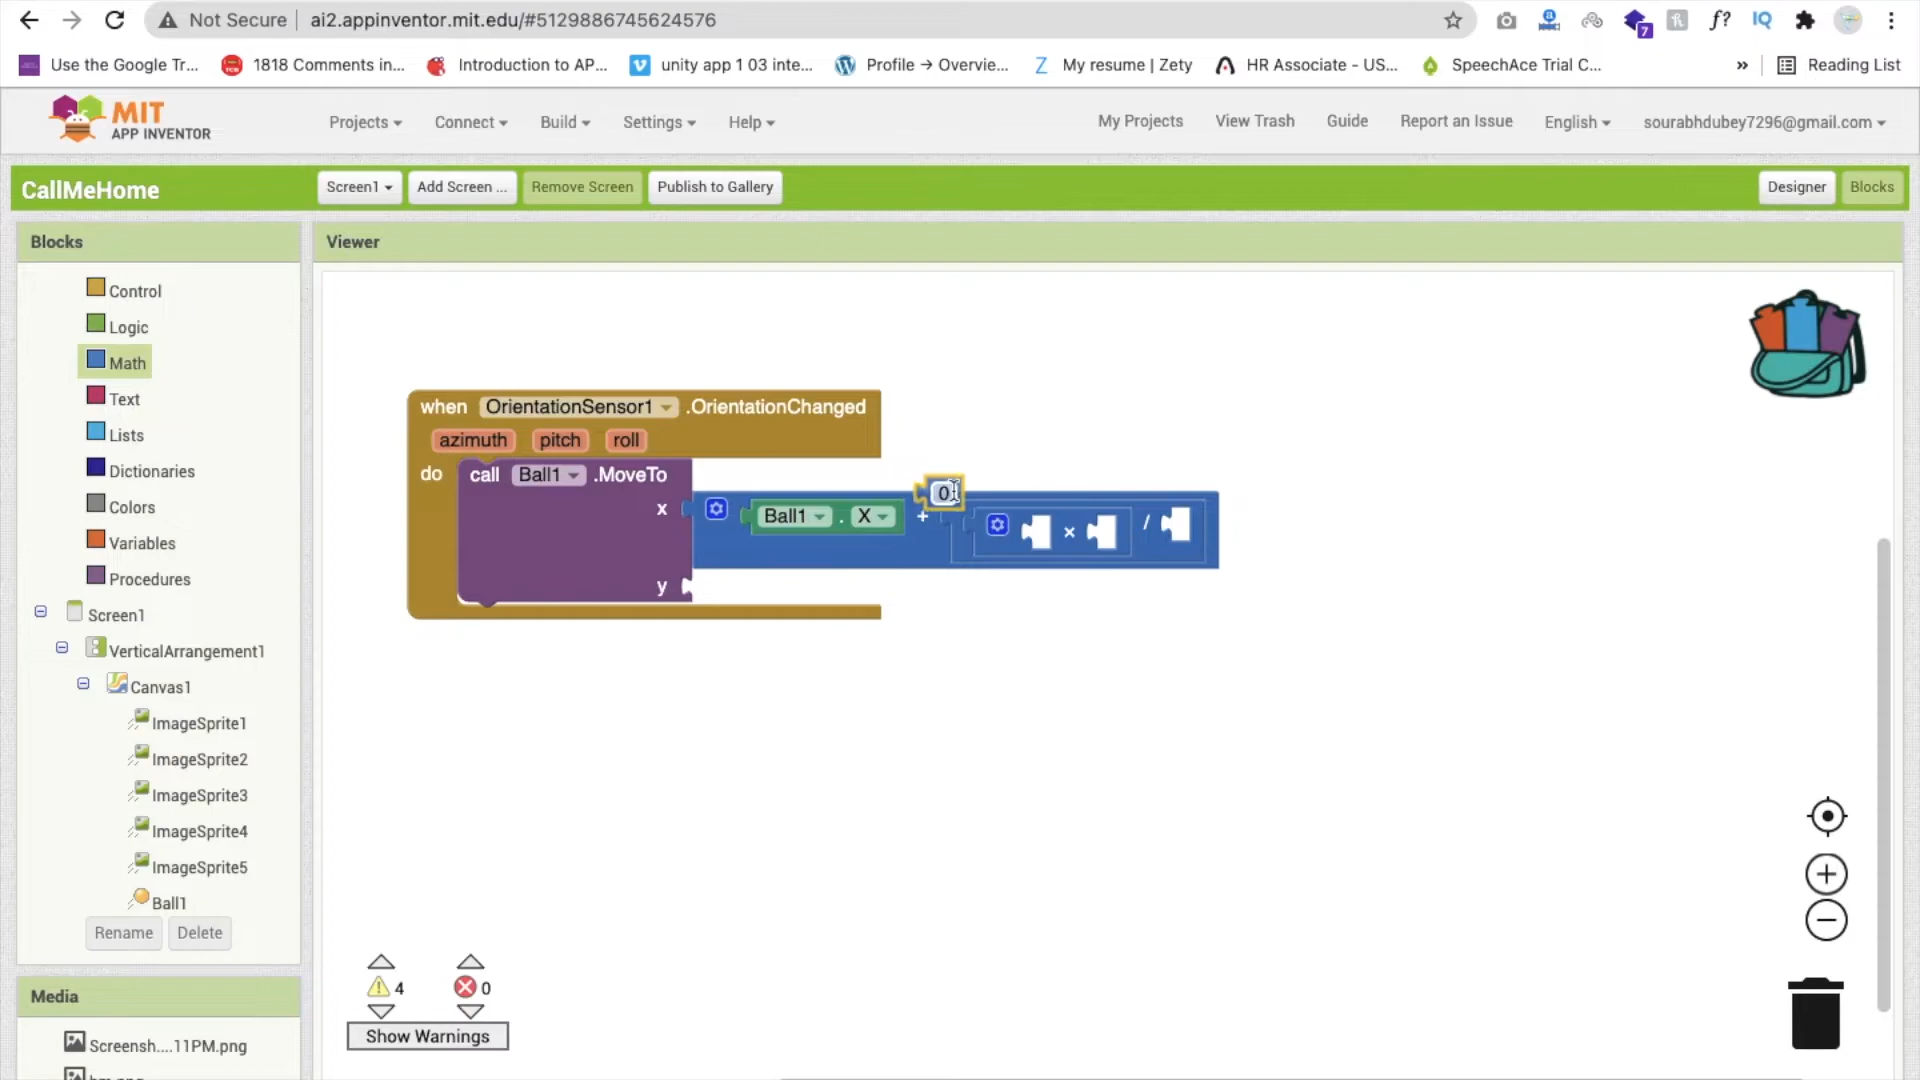 Not Secure ai2.appinventor.mit.edu/#5129886745624576
7 f?  IQ
Use the Google Tr... 1818 Comments in... Introduction to AP... unity app 1 03 inte... Profile → Overvie... Z My resume | Zety HR Associate - US... SpeechAce Trial C... » Reading List
MIT
APP INVENTOR
Projects Connect Build Settings Help My Projects View Trash Guide Report an Issue English sourabhdubey7296@gmail.com
CallMeHome Screen1 Add Screen ... Remove Screen Publish to Gallery Designer Blocks
Blocks Viewer
Control
Logic
Math
Text
Lists
Dictionaries
Colors
Variables
Procedures
Screen1
VerticalArrangement1
Canvas1
ImageSprite1
ImageSprite2
ImageSprite3
ImageSprite4
ImageSprite5
Ball1
Rename Delete
Media
Screensh....11PM.png
when OrientationSensor1 .OrientationChanged
azimuth pitch roll
do call Ball1 .MoveTo
x Ball1 . X + 0 × /
y
4 0
Show Warnings